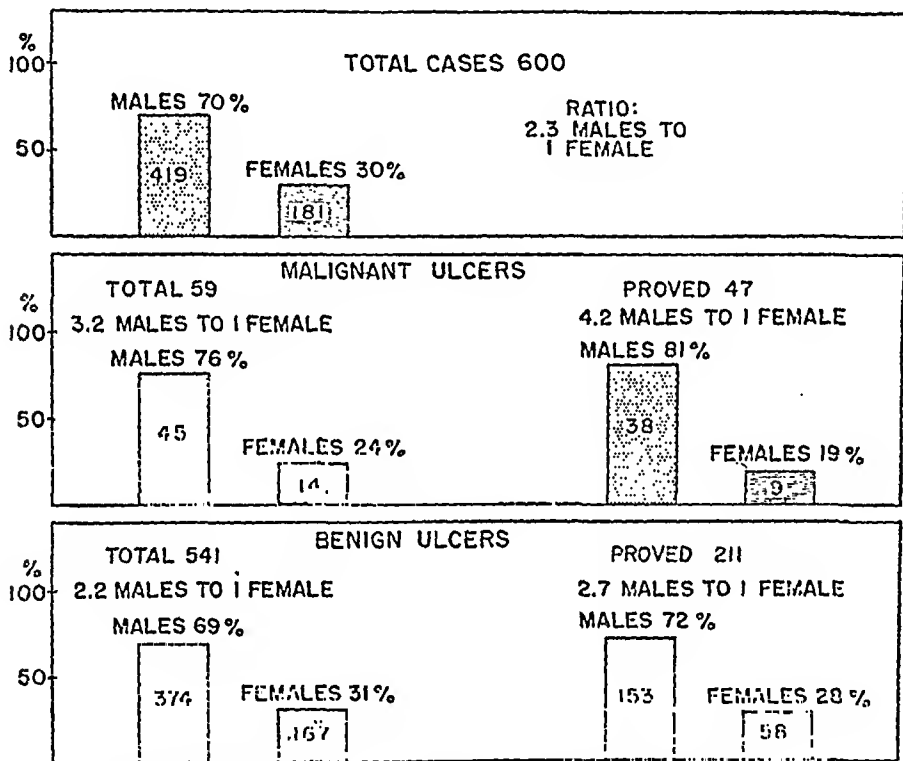 %
100
50
TOTAL CASES 600
MALES 70%
419
FEMALES 30%
181
RATIO:
2.3 MALES TO
1 FEMALE
MALIGNANT ULCERS
%
100
50
TOTAL 59
3.2 MALES TO 1 FEMALE
MALES 76%
45
FEMALES 24%
14
PROVED 47
4.2 MALES TO 1 FEMALE
MALES 81%
38
FEMALES 19%
9
BENIGN ULCERS
%
100
50
TOTAL 541
2.2 MALES TO 1 FEMALE
MALES 69%
374
FEMALES 31%
167
PROVED 211
2.7 MALES TO 1 FEMALE
MALES 72%
153
FEMALES 28%
58